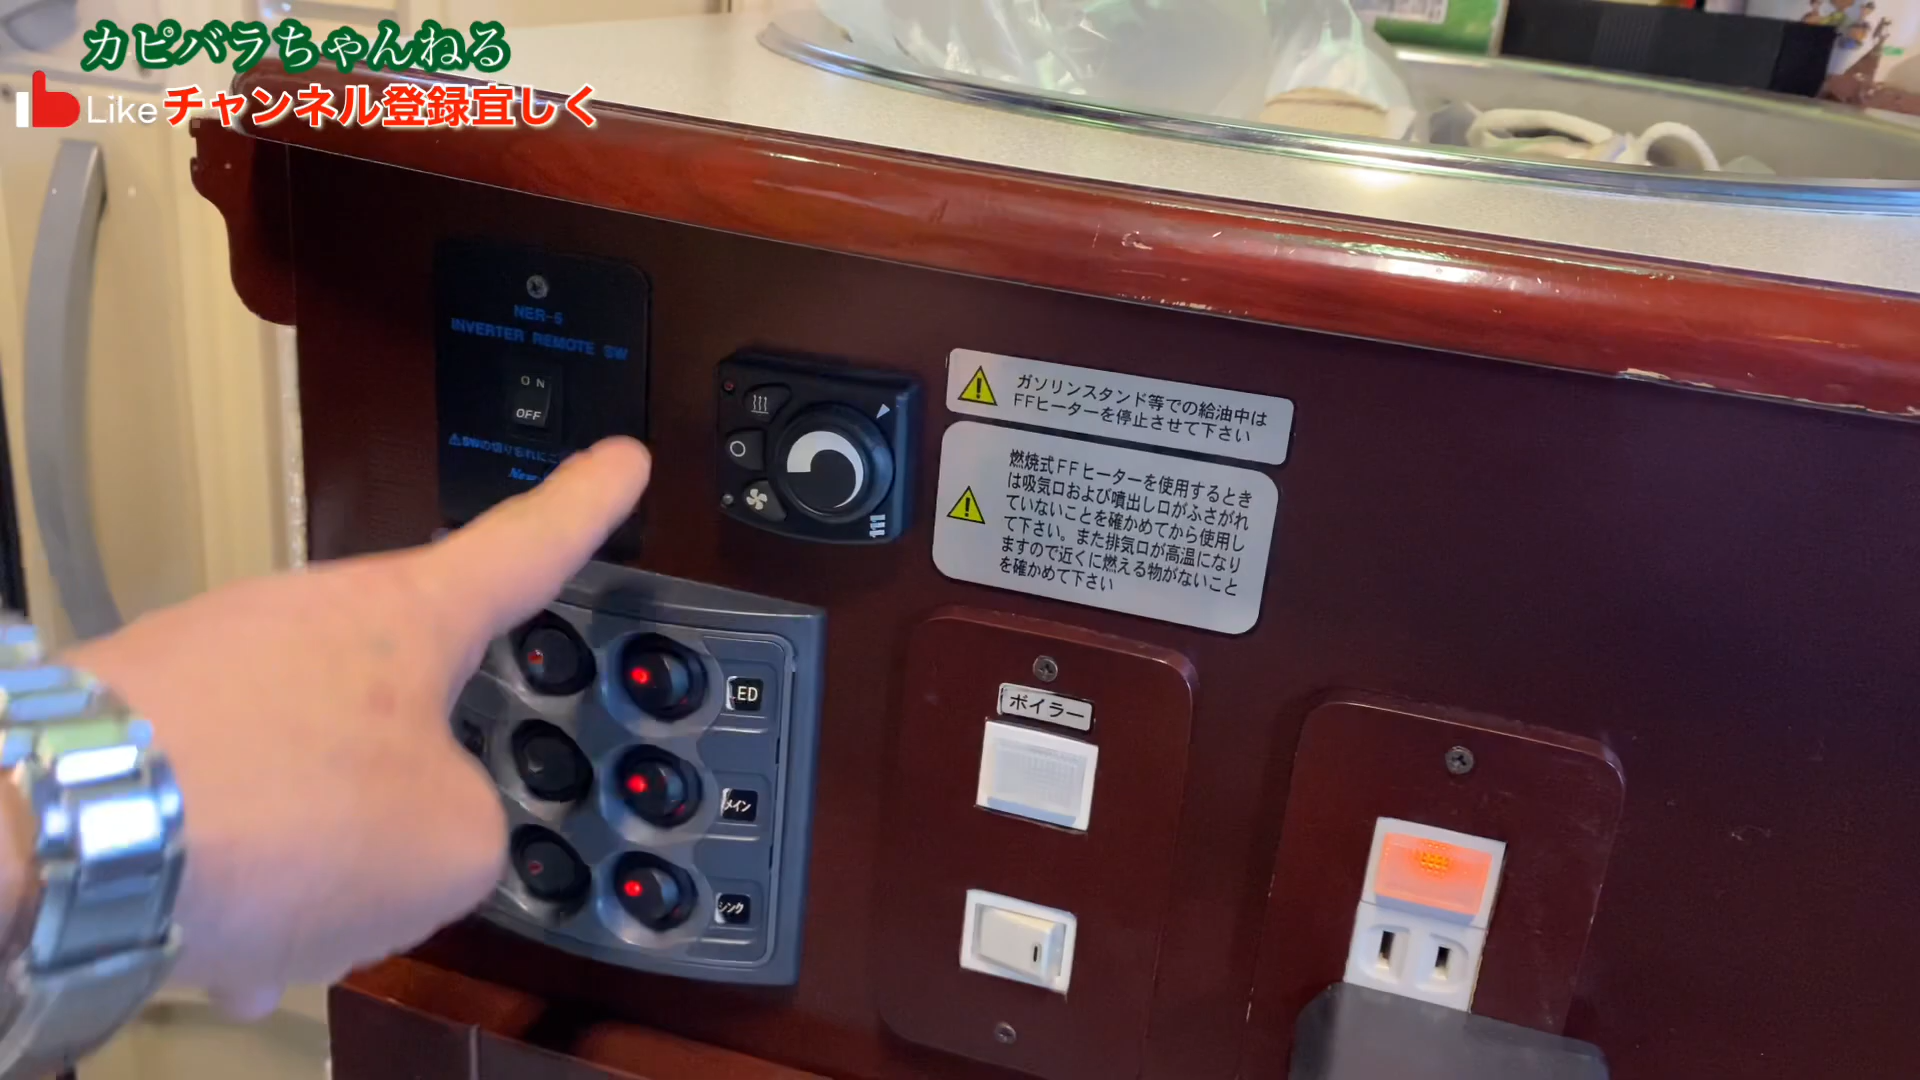 カピバラちゃんねる
Like チャンネル登録宜しく
NER-5
INVERTER REMOTE SW
ON
OFF
ガソリンスタンド等での給油中は
FFヒーターを停止させて下さい
燃焼式FFヒーターを使用するとき
は吸気口および噴出し口がふさがれ
ていないことを確かめてから使用し
て下さい。また排気口が高温になり
ますので近くに燃える物がないこと
を確かめて下さい
LED
メイン
シンク
ボイラー